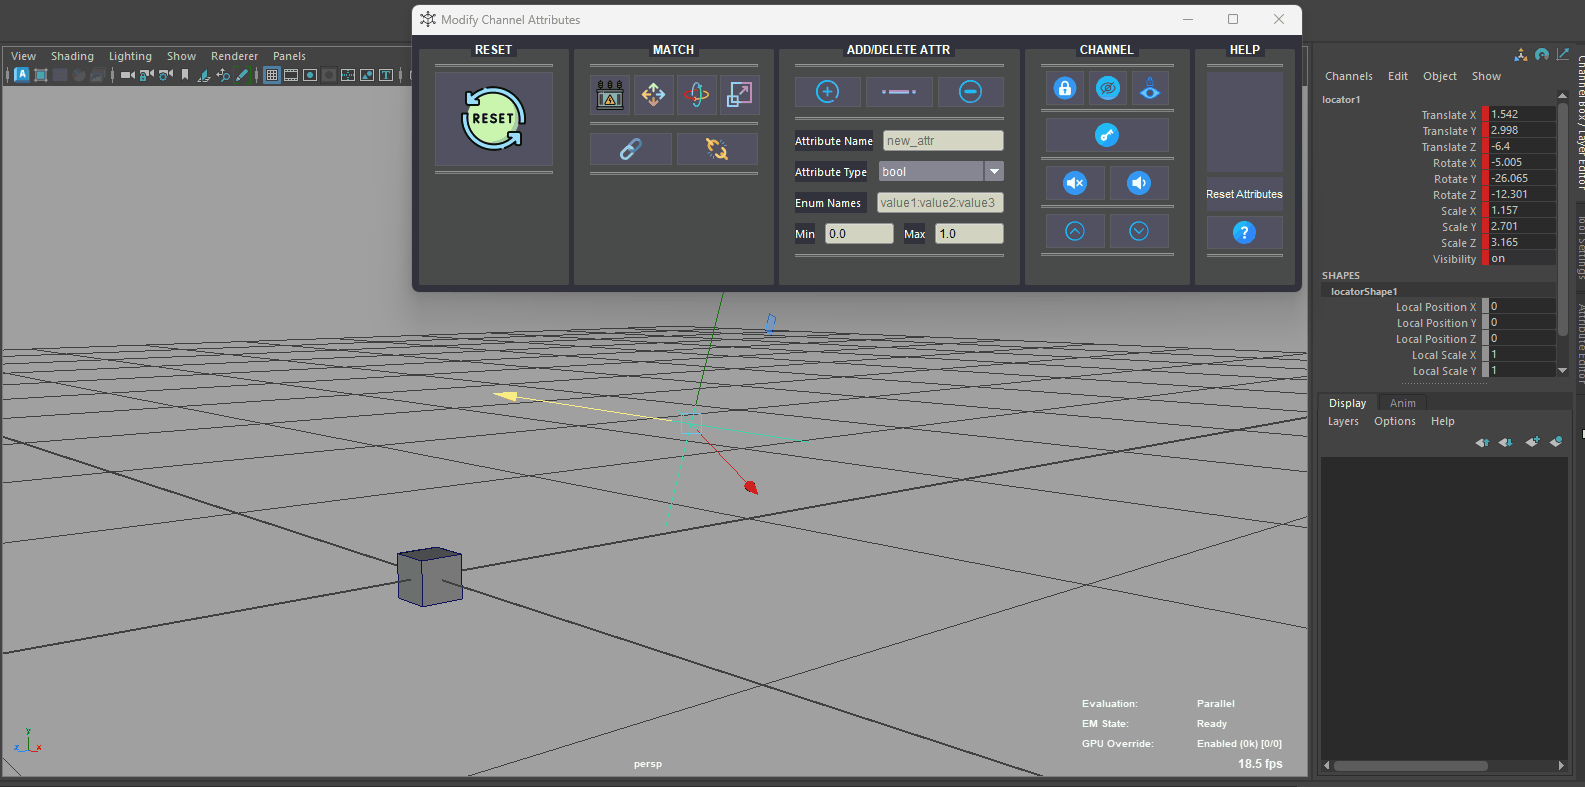 Modify Channel Attributes
RESET
MATCH
ADD/DELETE ATTR
CHANNEL
HELP
View Shading Lighting Show Renderer Panels
RESET
Attribute Name new_attr
Attribute Type bool
Enum Names value1:value2:value3
Min 0.0 Max 1.0
Reset Attributes
?
Channels Edit Object Show
locator1
Translate X 1.542
Translate Y 2.998
Translate Z -6.4
Rotate X -5.005
Rotate Y -26.065
Rotate Z -12.301
Scale X 1.157
Scale Y 2.701
Scale Z 3.165
Visibility on
SHAPES
locatorShape1
Local Position X 0
Local Position Y 0
Local Position Z 0
Local Scale X 1
Local Scale Y 1
Display Anim
Layers Options Help
Channel Box / Layer Editor
Attribute Editor
Evaluation: Parallel
EM State: Ready
GPU Override: Enabled (0k) [0/0]
18.5 fps
persp
y
z x